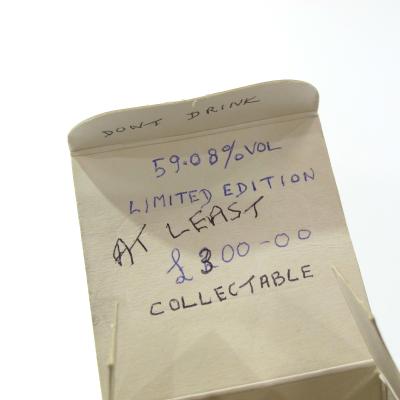 DONT DRINK
59.08% VOL
LIMITED EDITION
AT LEAST
£300-00
COLLECTABLE